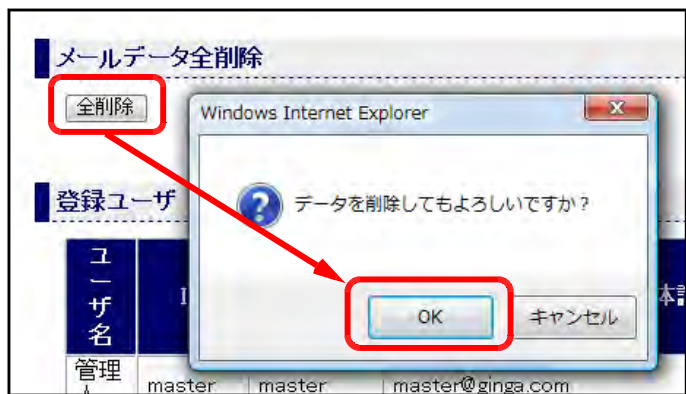 メールデータ全削除
全削除
Windows Internet Explorer
データを削除してもよろしいですか?
OK
キャンセル
登録ユーザ
ユーザ名
I
本
管理
master
master
master@ginga.com